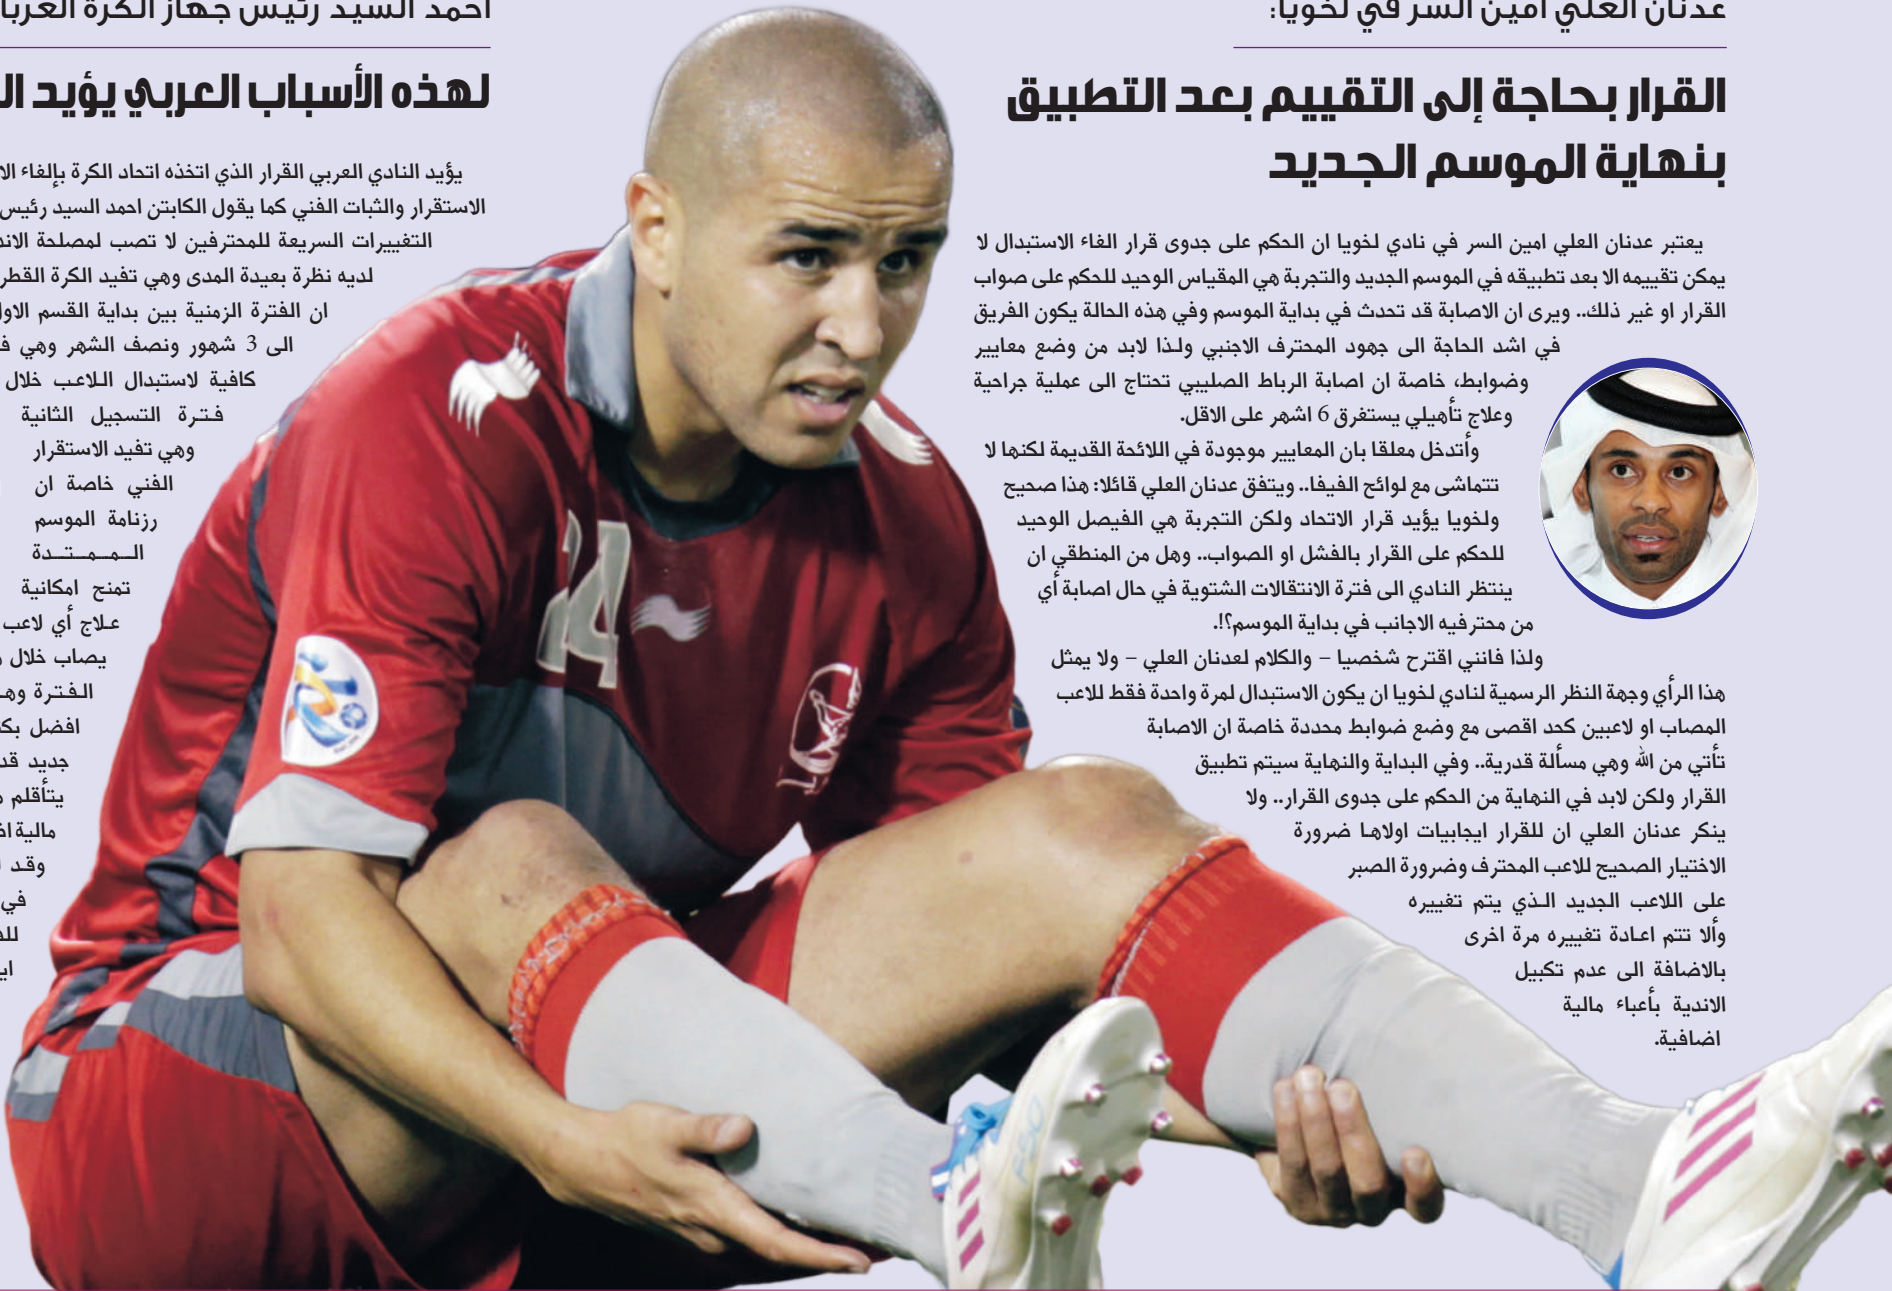 عدنان العلي امين السر في لخويا:
القرار بحاجة إلى التقييم بعد التطبيق
بنهاية الموسم الجديد
يعتبر عدنان العلي امين السر في نادي لخويا ان الحكم على جدوى قرار الغاء الاستبدال لا
يمكن تقييمه الا بعد تطبيقه في الموسم الجديد والتجربة هي المقياس الوحيد للحكم على صواب
القرار او غير ذلك.. ويرى ان الاصابة قد تحدث في بداية الموسم وفي هذه الحالة يكون الفريق
في اشد الحاجة الى جهود المحترف الاجنبي ولذا لابد من وضع معايير
وضوابط، خاصة ان اصابة الرباط الصليبي تحتاج الى عملية جراحية
وعلاج تأهيلي يستغرق 6 اشهر على الاقل.
وأتدخل معلقا بان المعايير موجودة في اللائحة القديمة لكنها لا
تتماشى مع لوائح الفيفا.. ويتفق عدنان العلي قائلا: هذا صحيح
ولخويا يؤيد قرار الاتحاد ولكن التجربة هي الفيصل الوحيد
للحكم على القرار بالفشل او الصواب.. وهل من المنطقي ان
ينتظر النادي الى فترة الانتقالات الشتوية في حال اصابة أي
من محترفيه الاجانب في بداية الموسم؟!.
ولذا فانني اقترح شخصيا – والكلام لعدنان العلي – ولا يمثل
هذا الرأي وجهة النظر الرسمية لنادي لخويا ان يكون الاستبدال لمرة واحدة فقط للاعب
المصاب او لاعبين كحد اقصى مع وضع ضوابط محددة خاصة ان الاصابة
تأتي من الله وهي مسألة قدرية.. وفي البداية والنهاية سيتم تطبيق
القرار ولكن لابد في النهاية من الحكم على جدوى القرار.. ولا
ينكر عدنان العلي ان للقرار ايجابيات اولاها ضرورة
الاختيار الصحيح للاعب المحترف وضرورة الصبر
على اللاعب الجديد الذي يتم تغييره
وألا تتم اعادة تغييره مرة اخرى
بالاضافة الى عدم تكبيل
الاندية بأعباء مالية
اضافية.
احمد السيد رئيس جهاز الكرة
لهذه الأسباب العربي يؤيد
يؤيد النادي العربي القرار الذي اتخذه اتحاد الكرة بإلغاء
الاستقرار والثبات الفني كما يقول الكابتن احمد السيد رئيس
التغييرات السريعة للمحترفين لا تصب لمصلحة
لديه نظرة بعيدة المدى وهي تفيد الكرة
ان الفترة الزمنية بين بداية القسم
الى 3 شهور ونصف الشهر وهي
كافية لاستبدال اللاعب خلال
فترة التسجيل الثانية
وهي تفيد الاستقرار
الفني خاصة ان
رزنامة الموسم
الممتدة
تمنح امكانية
علاج أي لاعب
يصاب خلال
الفترة
افضل
جديد
يتأقلم
مالية
وقد
في
24
F50